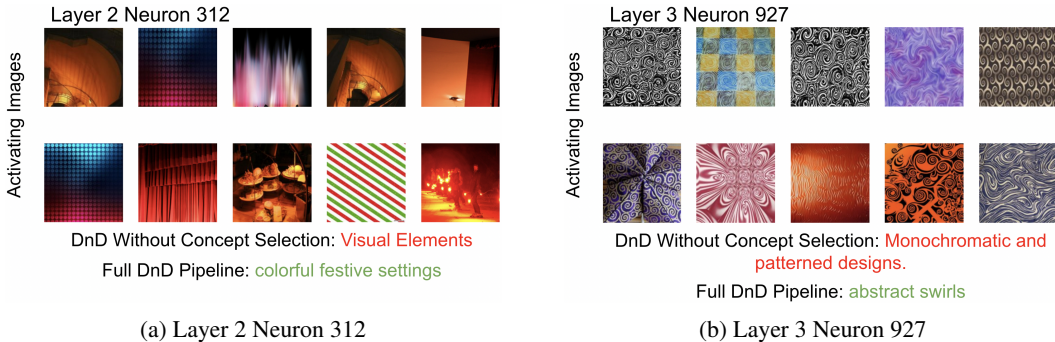 Layer 2 Neuron 312
Activating Images
DnD Without Concept Selection: Visual Elements
Full DnD Pipeline: colorful festive settings
(a) Layer 2 Neuron 312
Layer 3 Neuron 927
Activating Images
DnD Without Concept Selection: Monochromatic and
patterned designs.
Full DnD Pipeline: abstract swirls
(b) Layer 3 Neuron 927